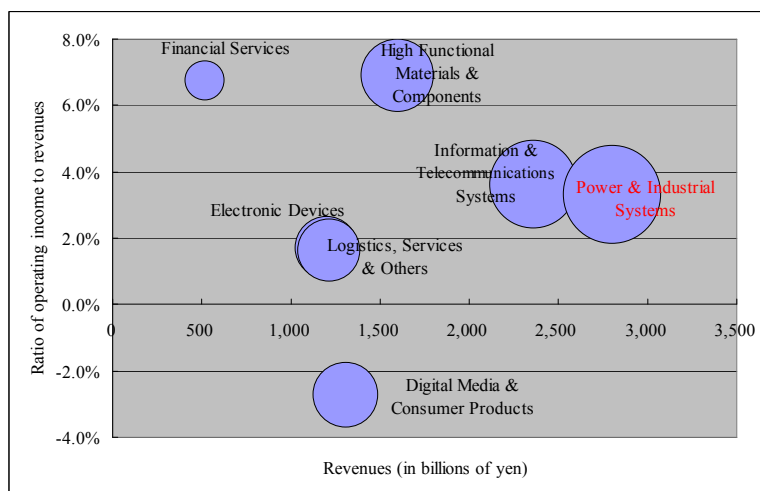 8.0%
Financial Services
High Functional
Materials &
Components
6.0%
Information &
Telecommunications
Systems
4.0%
Power & Industrial
Systems
Electronic Devices
2.0%
Logistics, Services
& Others
0.0%
0 500 1,000 1,500 2,000 2,500 3,000 3,500
-2.0%
Digital Media &
Consumer Products
-4.0%
Ratio of operating income to revenues
Revenues (in billions of yen)